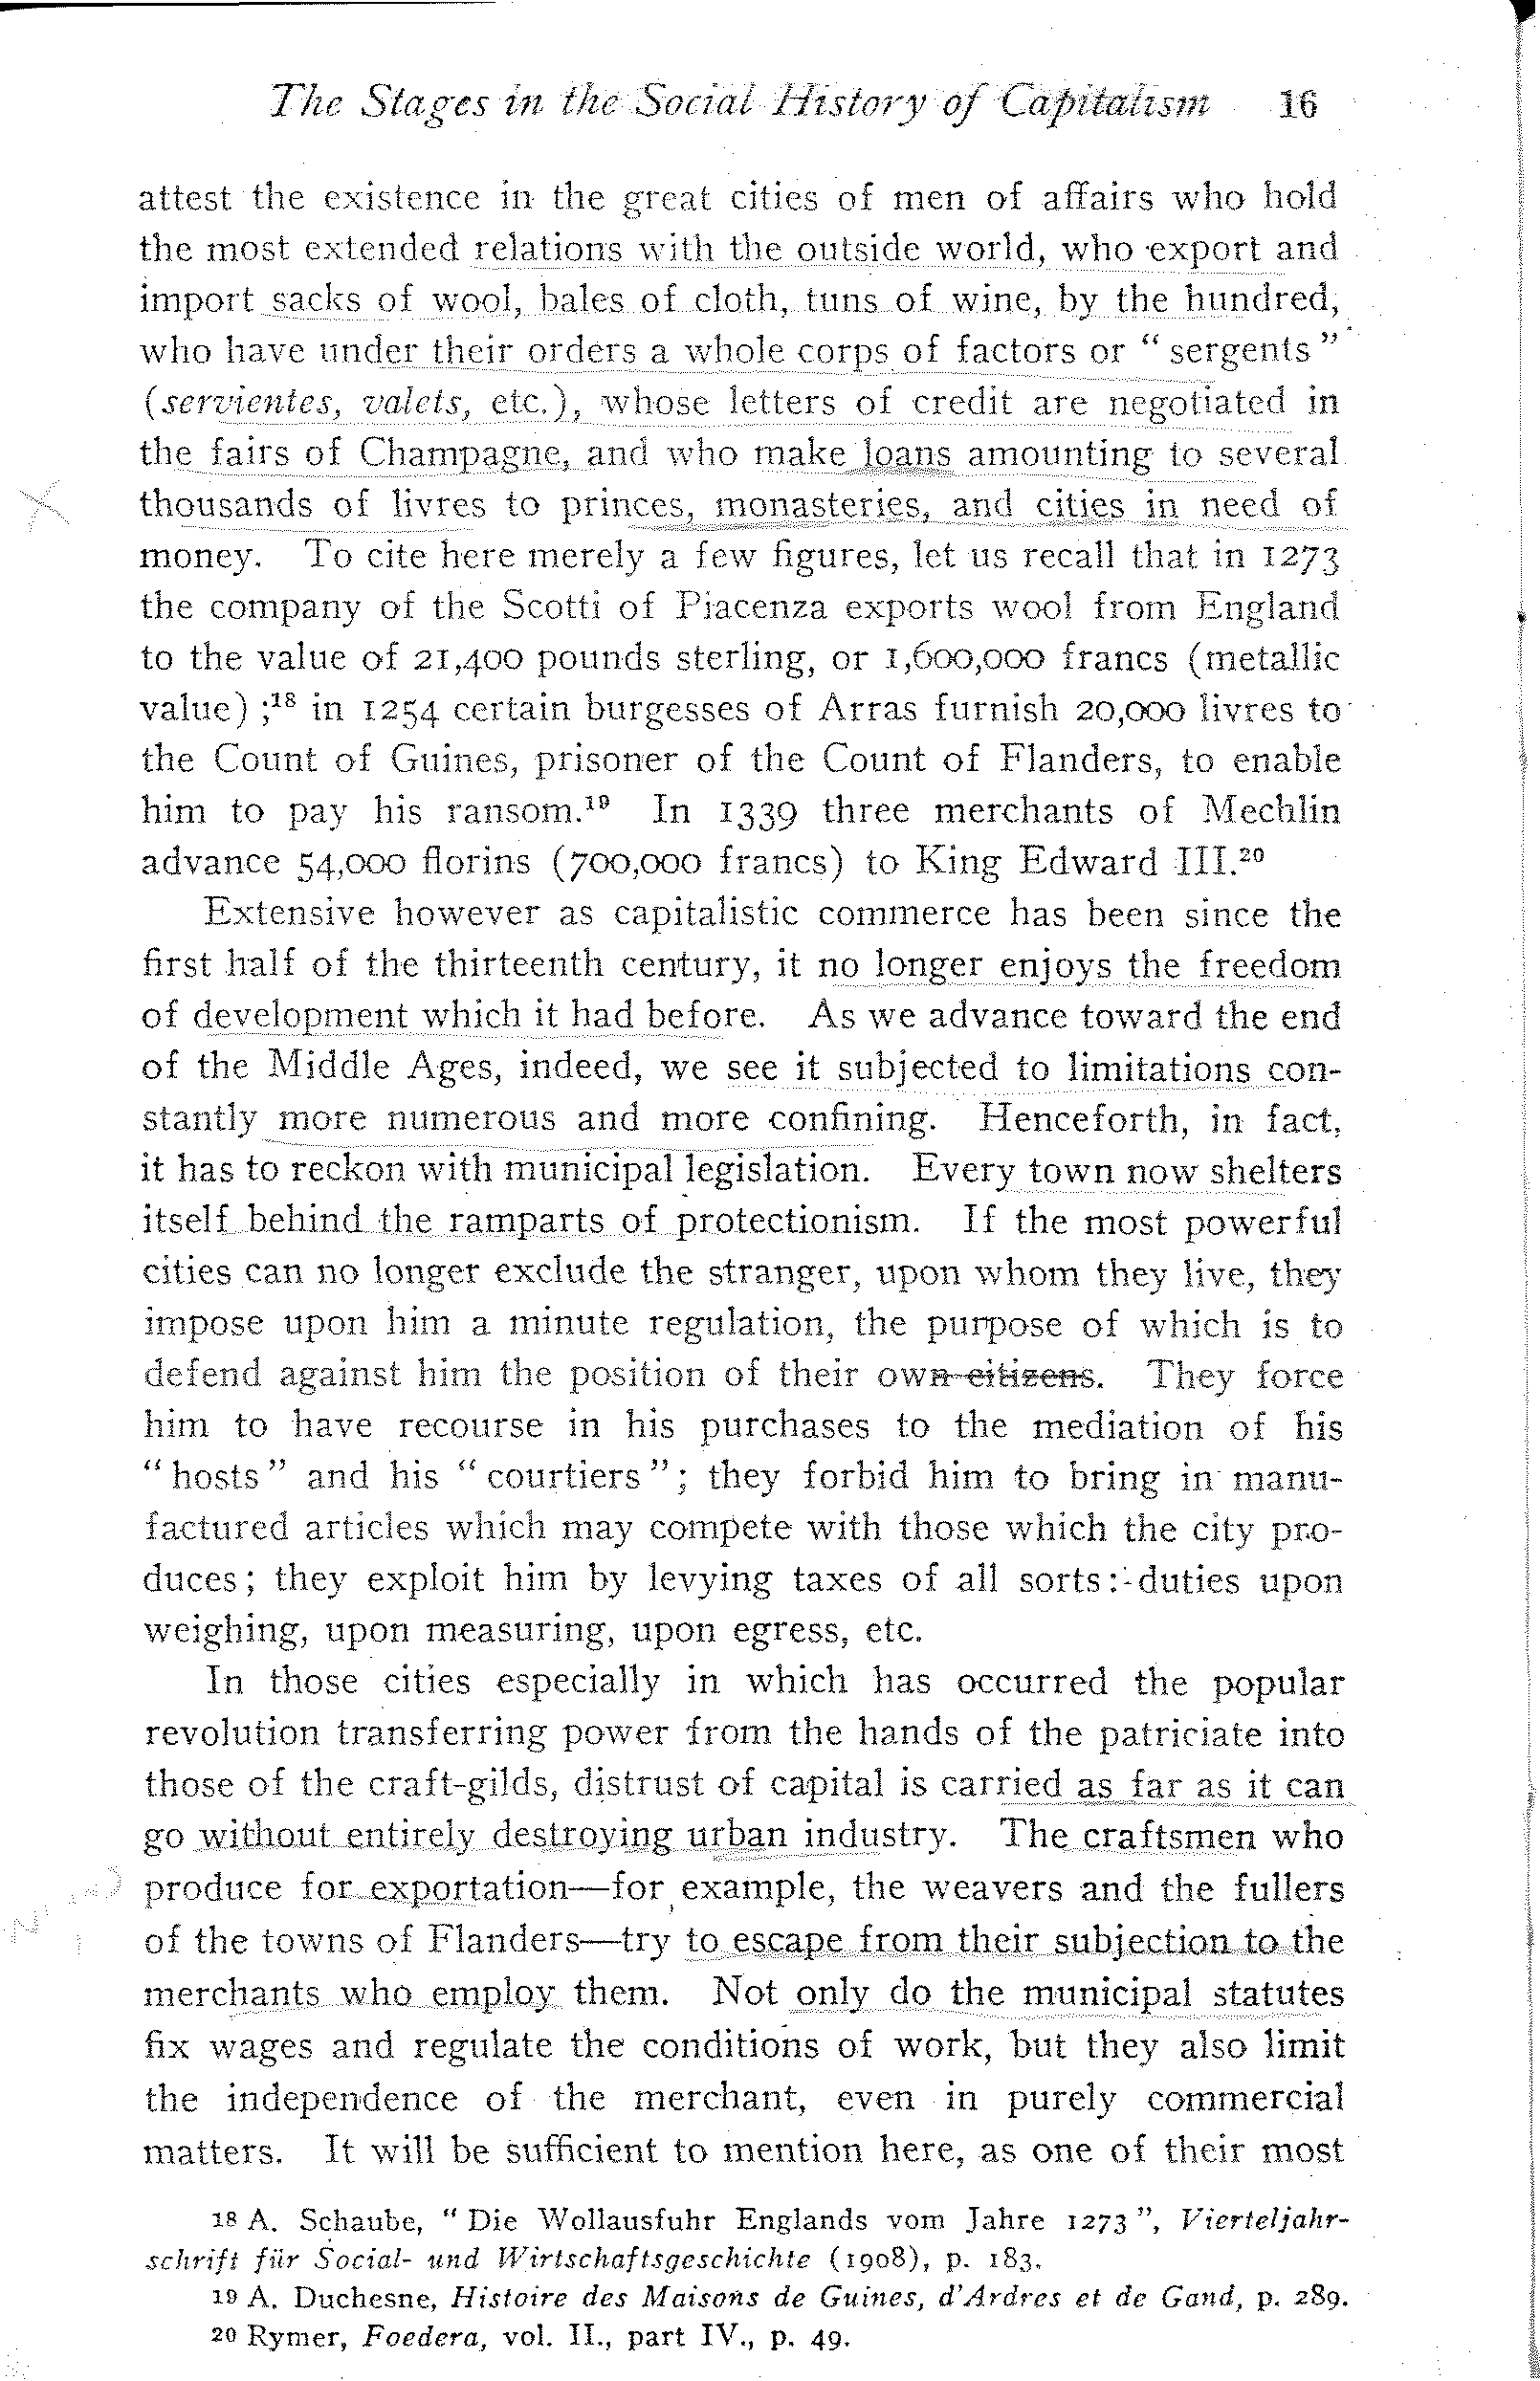 The Stages in the Social History of Capitalism 16
attest the existence in the great cities of men of affairs who hold
the most extended relations with the outside world, who export and
import sacks of wool, bales of cloth, tuns of wine, by the hundred,
who have under their orders a whole corps of factors or “ sergents ”
(servientes, valets, etc.), whose letters of credit are negotiated in
the fairs of Champagne, and who make loans amounting to several
thousands of livres to princes, monasteries, and cities in need of
money. To cite here merely a few figures, let us recall that in 1273
the company of the Scotti of Piacenza exports wool from England
to the value of 21,400 pounds sterling, or 1,600,000 francs (metallic
value) ;¹⁸ in 1254 certain burgesses of Arras furnish 20,000 livres to
the Count of Guines, prisoner of the Count of Flanders, to enable
him to pay his ransom.¹⁹ In 1339 three merchants of Mechlin
advance 54,000 florins (700,000 francs) to King Edward III.²⁰
Extensive however as capitalistic commerce has been since the
first half of the thirteenth century, it no longer enjoys the freedom
of development which it had before. As we advance toward the end
of the Middle Ages, indeed, we see it subjected to limitations con-
stantly more numerous and more confining. Henceforth, in fact,
it has to reckon with municipal legislation. Every town now shelters
itself behind the ramparts of protectionism. If the most powerful
cities can no longer exclude the stranger, upon whom they live, they
impose upon him a minute regulation, the purpose of which is to
defend against him the position of their own citizens. They force
him to have recourse in his purchases to the mediation of his
“ hosts ” and his “ courtiers ”; they forbid him to bring in manu-
factured articles which may compete with those which the city pro-
duces; they exploit him by levying taxes of all sorts: duties upon
weighing, upon measuring, upon egress, etc.
In those cities especially in which has occurred the popular
revolution transferring power from the hands of the patriciate into
those of the craft-gilds, distrust of capital is carried as far as it can
go without entirely destroying urban industry. The craftsmen who
produce for exportation—for example, the weavers and the fullers
of the towns of Flanders—try to escape from their subjection to the
merchants who employ them. Not only do the municipal statutes
fix wages and regulate the conditions of work, but they also limit
the independence of the merchant, even in purely commercial
matters. It will be sufficient to mention here, as one of their most
18 A. Schaube, “ Die Wollausfuhr Englands vom Jahre 1273 ”, Vierteljahr-
schrift für Social- und Wirtschaftsgeschichte (1908), p. 183.
19 A. Duchesne, Histoire des Maisons de Guines, d'Ardres et de Gand, p. 289.
20 Rymer, Foedera, vol. II., part IV., p. 49.